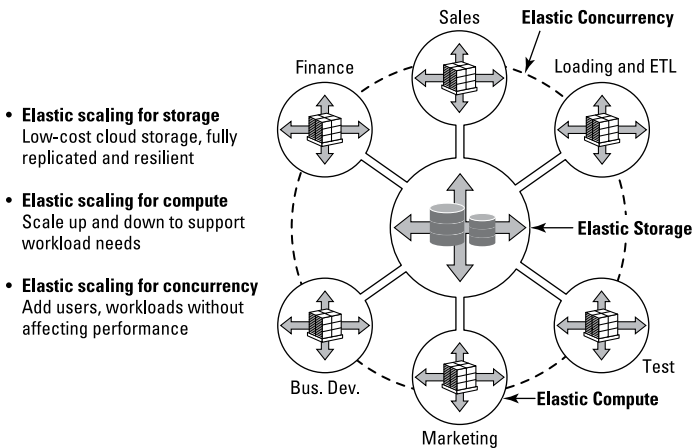 • Elastic scaling for storage
Low-cost cloud storage, fully
replicated and resilient
• Elastic scaling for compute
Scale up and down to support
workload needs
• Elastic scaling for concurrency
Add users, workloads without
affecting performance
Sales
Elastic Concurrency
Finance
Loading and ETL
Elastic Storage
Bus. Dev.
Test
Elastic Compute
Marketing